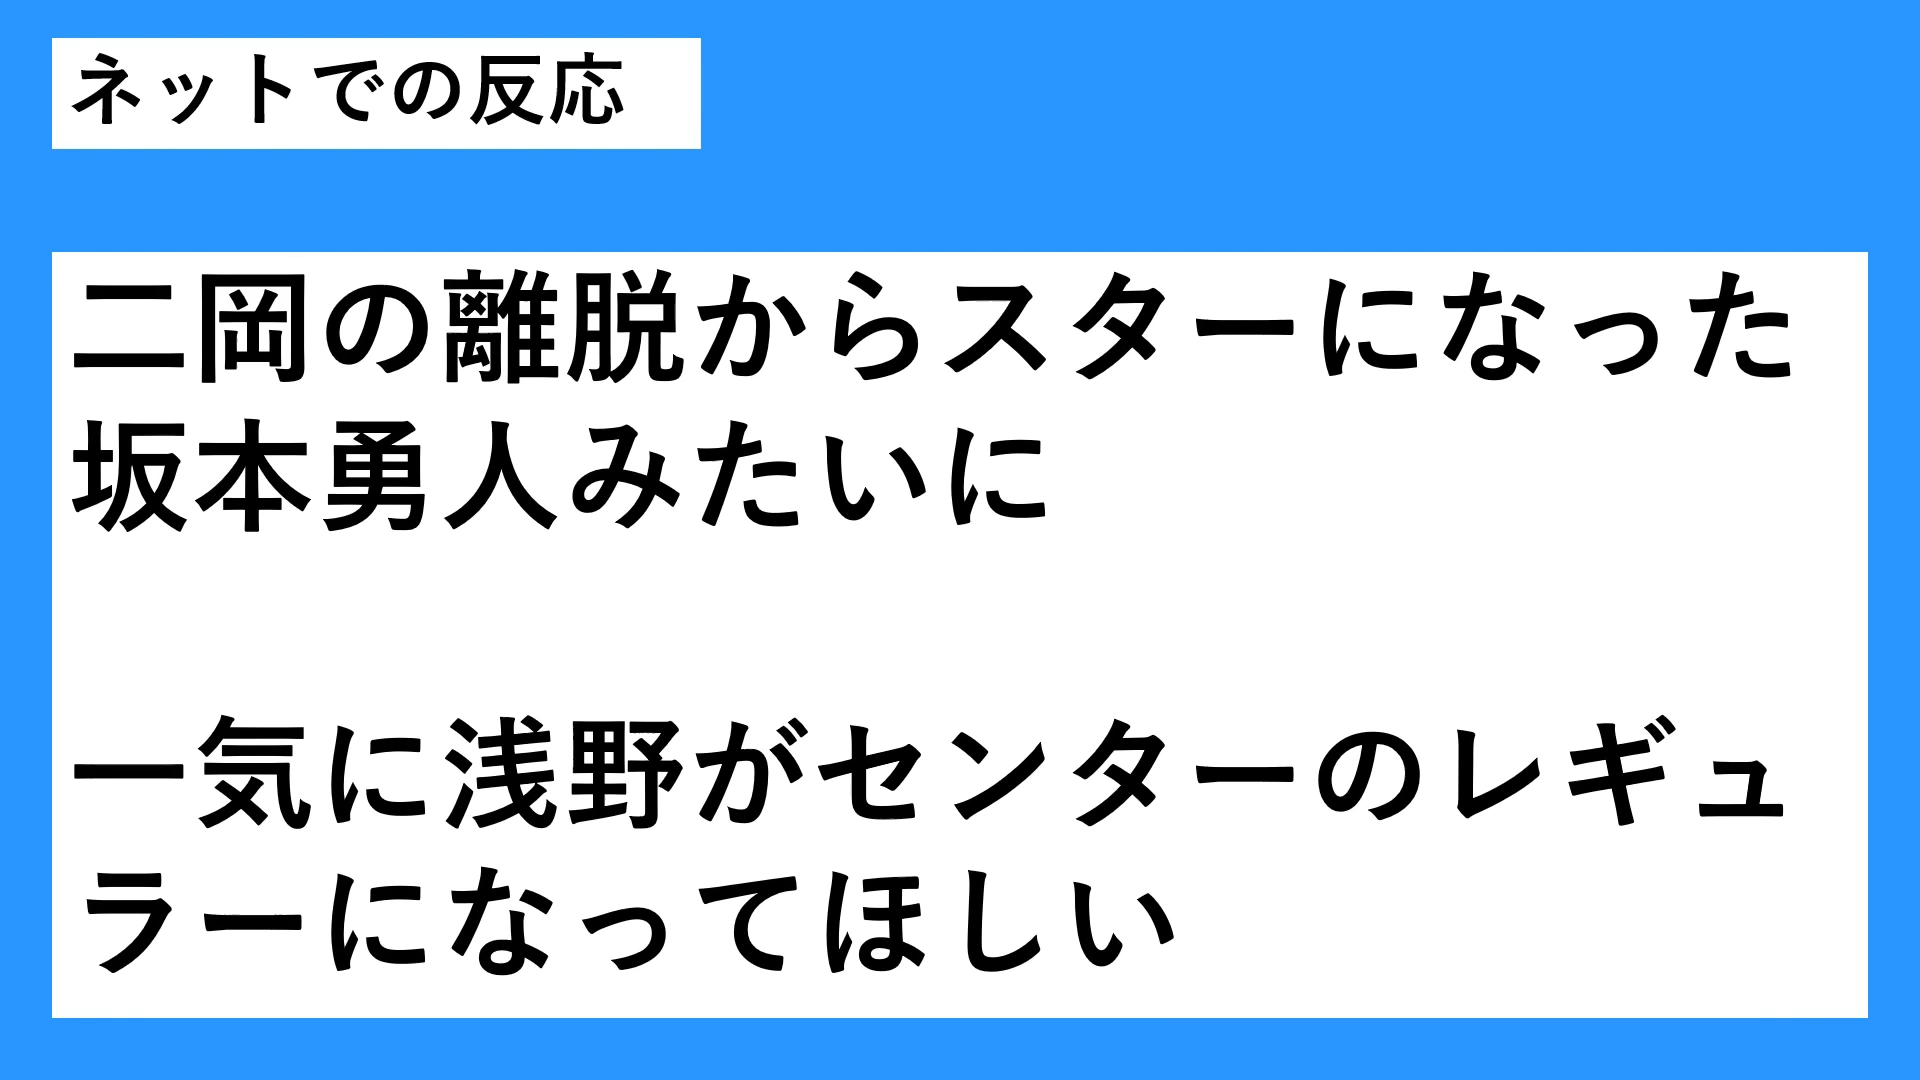 ネットでの反応
二岡の離脱からスターになった
坂本勇人みたいに
一気に浅野がセンターのレギュ
ラーになってほしい